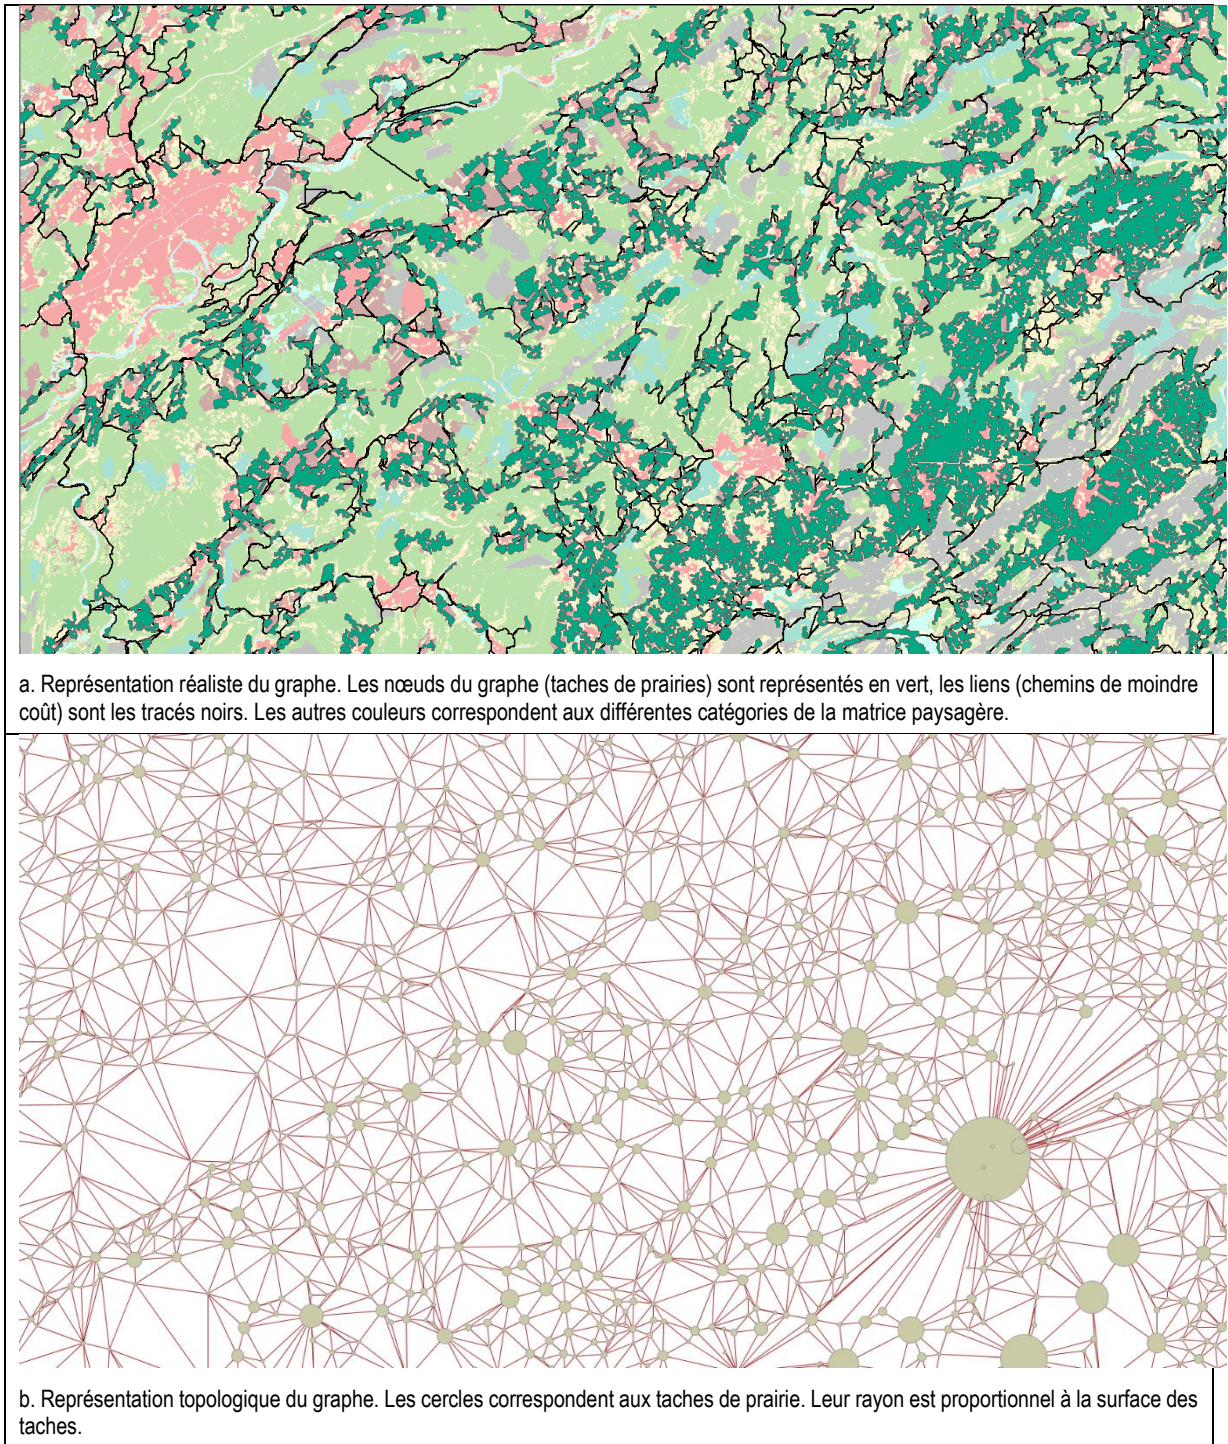 a. Représentation réaliste du graphe. Les nœuds du graphe (taches de prairies) sont représentés en vert, les liens (chemins de moindre
coût) sont les tracés noirs. Les autres couleurs correspondent aux différentes catégories de la matrice paysagère.
b. Représentation topologique du graphe. Les cercles correspondent aux taches de prairie. Leur rayon est proportionnel à la surface des
taches.